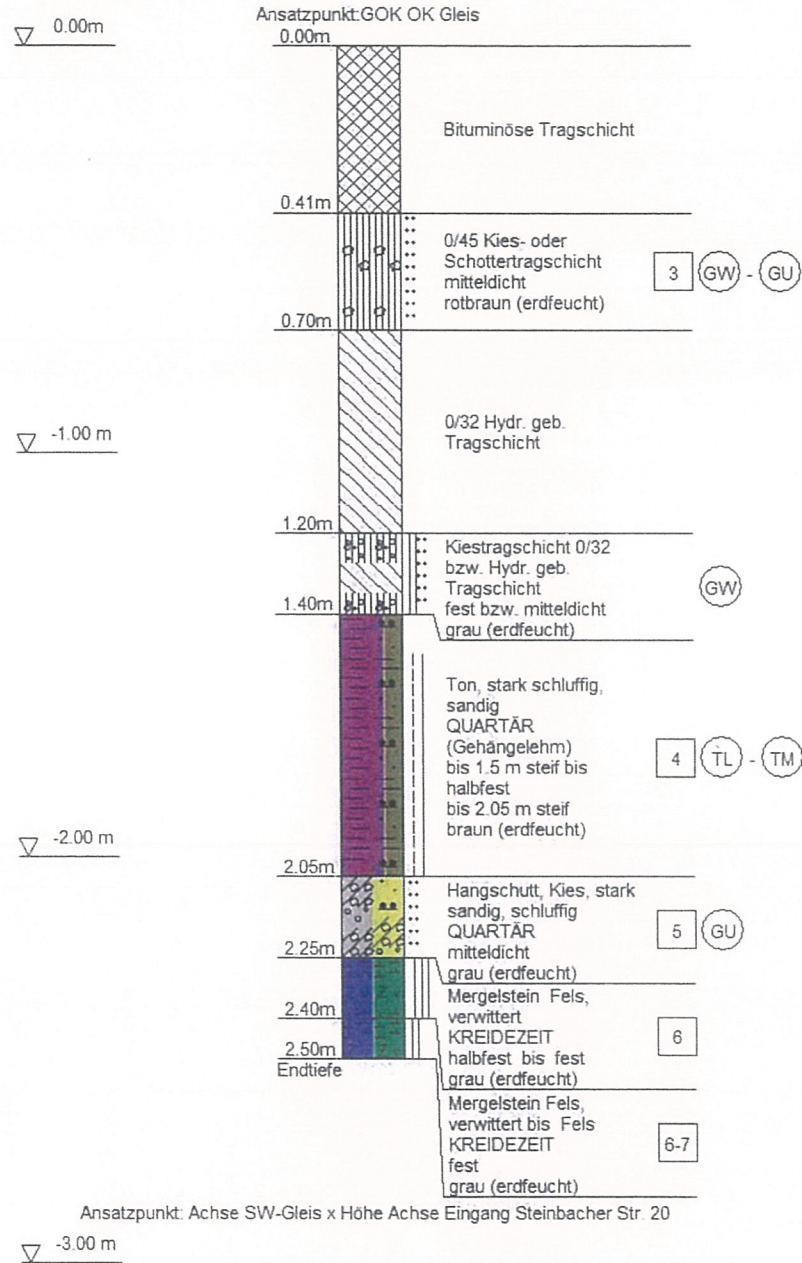 Ansatzpunkt:GOK OK Gleis
0.00m
0.00m
Bituminöse Tragschicht
0.41m
0/45 Kies- oder
Schottertragschicht
mitteldicht
rotbraun (erdfeucht)
3 GW - GU
0.70m
-1.00 m
0/32 Hydr. geb.
Tragschicht
1.20m
Kiestragschicht 0/32
bzw. Hydr. geb.
Tragschicht
fest bzw. mitteldicht
grau (erdfeucht)
GW
1.40m
Ton, stark schluffig,
sandig
QUARTÄR
(Gehängelehm)
bis 1.5 m steif bis
halbfest
bis 2.05 m steif
braun (erdfeucht)
4 TL - TM
-2.00 m
2.05m
Hangschutt, Kies, stark
sandig, schluffig
QUARTÄR
mitteldicht
grau (erdfeucht)
5 GU
2.25m
Mergelstein Fels,
verwittert
KREIDEZEIT
halbfest bis fest
grau (erdfeucht)
6
2.40m
2.50m
Endtiefe
Mergelstein Fels,
verwittert bis Fels
KREIDEZEIT
fest
grau (erdfeucht)
6-7
Ansatzpunkt: Achse SW-Gleis x Höhe Achse Eingang Steinbacher Str. 20
-3.00 m